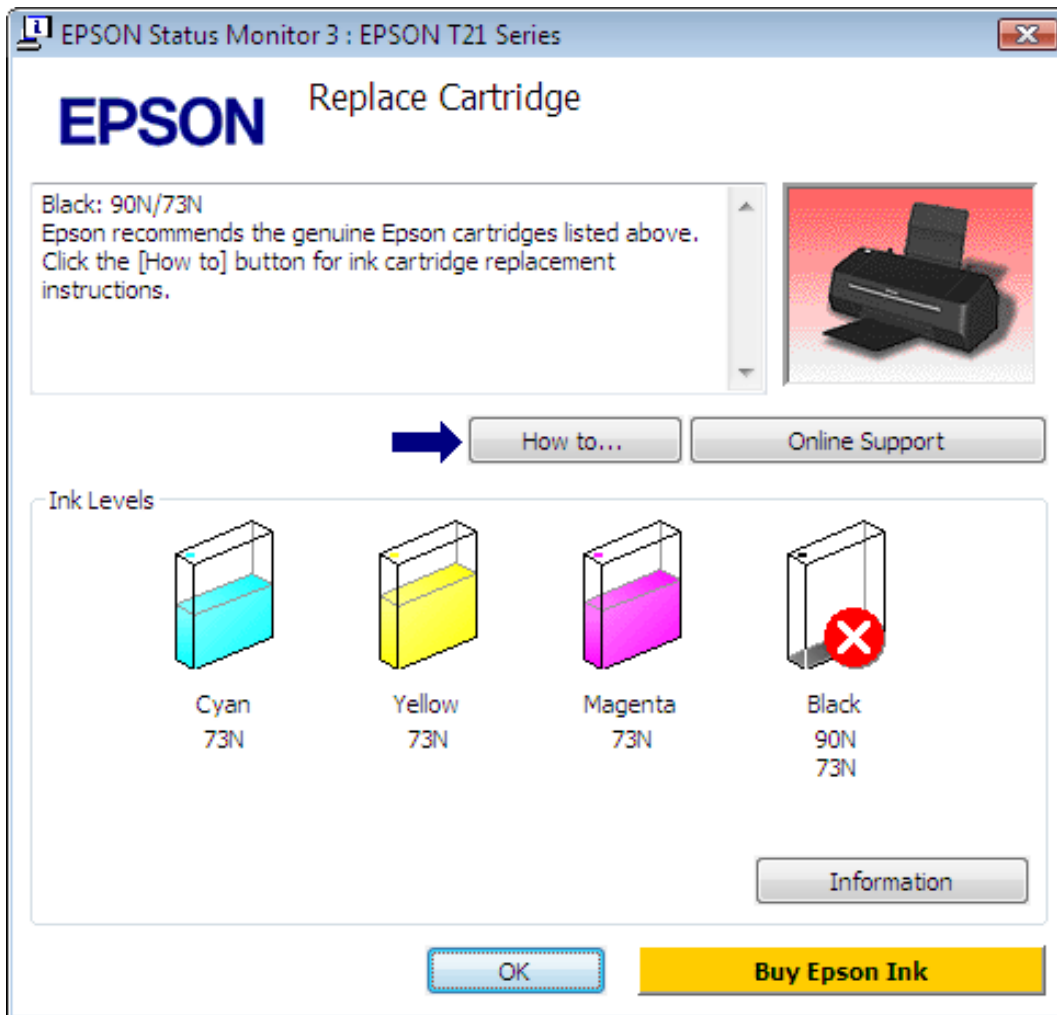 EPSON Status Monitor 3 : EPSON T21 Series
EPSON
Replace Cartridge
Black: 90N/73N
Epson recommends the genuine Epson cartridges listed above.
Click the [How to] button for ink cartridge replacement
instructions.
How to...
Online Support
Ink Levels
Cyan
73N
Yellow
73N
Magenta
73N
Black
90N
73N
Information
OK
Buy Epson Ink